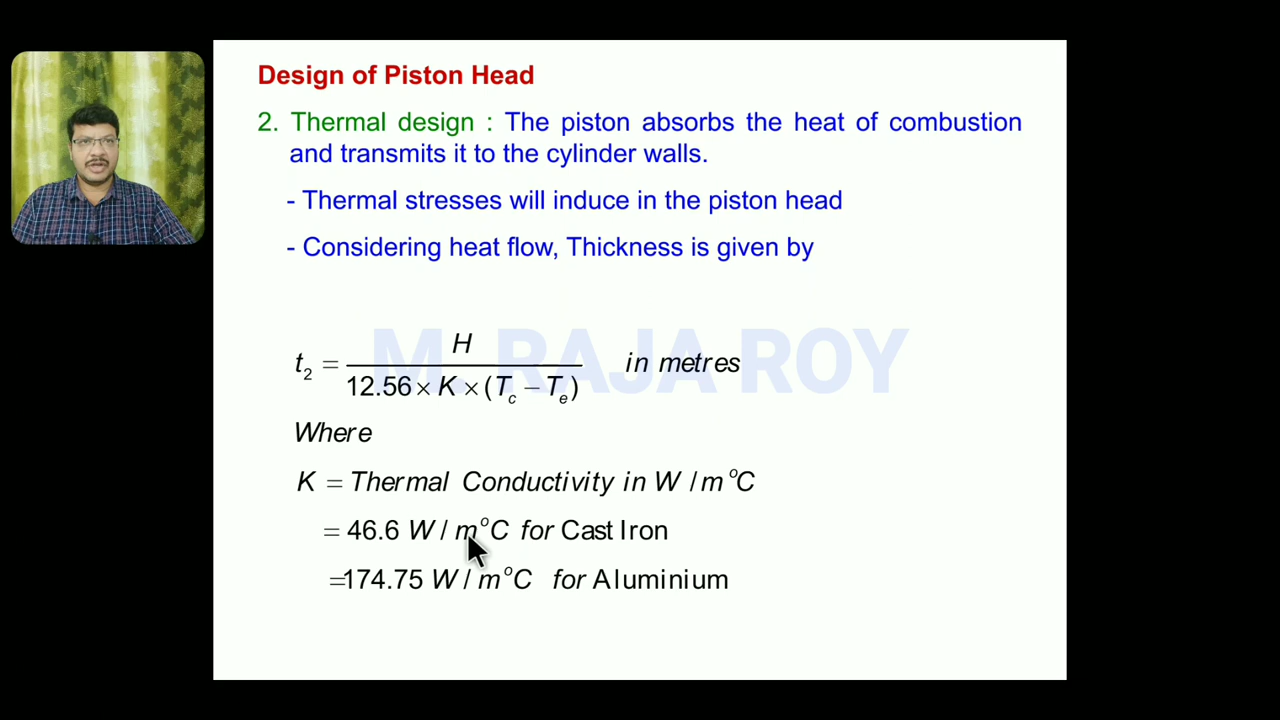 Design of Piston Head
2. Thermal design : The piston absorbs the heat of combustion
and transmits it to the cylinder walls.
- Thermal stresses will induce in the piston head
- Considering heat flow, Thickness is given by
M. RAJA ROY
t₂ = H / 12.56 × K × (T_c − T_e) in metres
Where
K = Thermal Conductivity in W / m °C
= 46.6 W / m °C for Cast Iron
=174.75 W / m °C for Aluminium